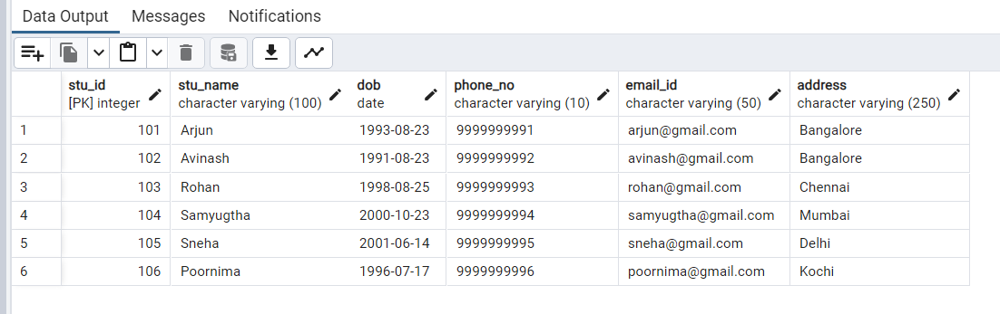 Data Output Messages Notifications
stu_id stu_name dob phone_no email_id address
[PK] integer character varying (100) date character varying (10) character varying (50) character varying (250)
1 101 Arjun 1993-08-23 9999999991 arjun@gmail.com Bangalore
2 102 Avinash 1991-08-23 9999999992 avinash@gmail.com Bangalore
3 103 Rohan 1998-08-25 9999999993 rohan@gmail.com Chennai
4 104 Samyugtha 2000-10-23 9999999994 samyugtha@gmail.com Mumbai
5 105 Sneha 2001-06-14 9999999995 sneha@gmail.com Delhi
6 106 Poornima 1996-07-17 9999999996 poornima@gmail.com Kochi